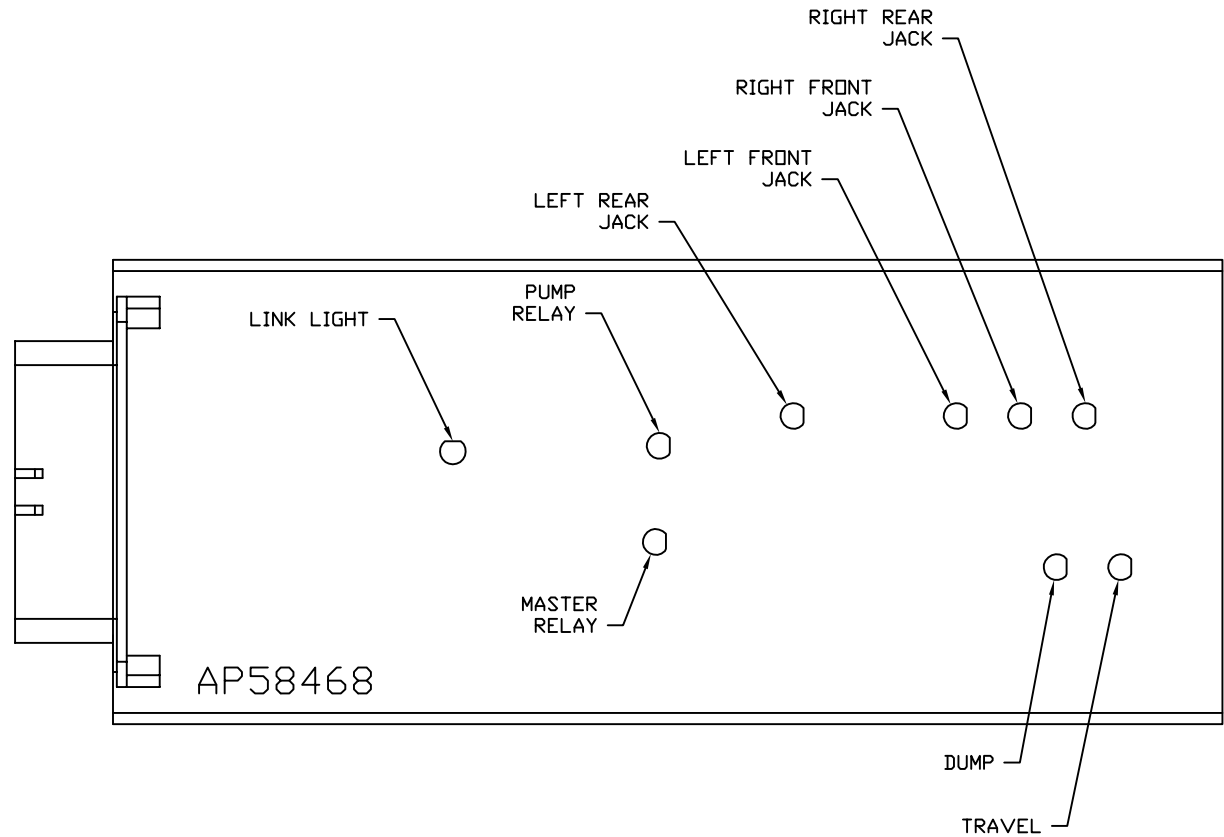 RIGHT REAR
JACK
RIGHT FRONT
JACK
LEFT FRONT
JACK
LEFT REAR
JACK
PUMP
RELAY
LINK LIGHT
MASTER
RELAY
AP58468
DUMP
TRAVEL